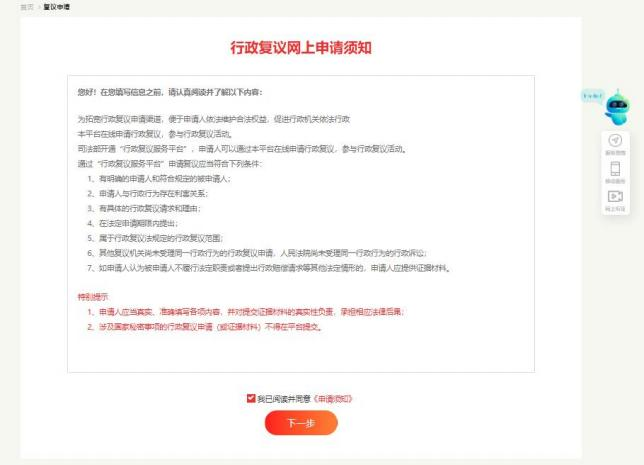 首页 > 复议申请
行政复议网上申请须知
您好！在您填写信息之前，请认真阅读并了解以下内容：
为拓宽行政复议申请渠道，便于申请人依法维护合法权益，促进行政机关依法行政
本平台在线申请行政复议，参与行政复议活动。
司法部开通“行政复议服务平台”，申请人可以通过本平台在线申请行政复议，参与行政复议活动。
通过“行政复议服务平台”申请复议应当符合下列条件：
1、有明确的申请人和符合规定的被申请人；
2、申请人与行政行为存在利害关系；
3、有具体的行政复议请求和理由；
4、在法定申请期限内提出；
5、属于行政复议法规定的行政复议范围；
6、其他复议机关尚未受理同一行政行为的行政复议申请，人民法院尚未受理同一行政行为的行政诉讼；
7、如申请人认为被申请人不履行法定职责或者提出行政赔偿请求等其他法定情形的，申请人应提供证据材料。
特别提示
1、申请人应当真实、准确填写各项内容，并对提交证据材料的真实性负责，承担相应法律后果；
2、涉及国家秘密事项的行政复议申请（或证据材料）不得在平台提交。
我已阅读并同意《申请须知》
下一步